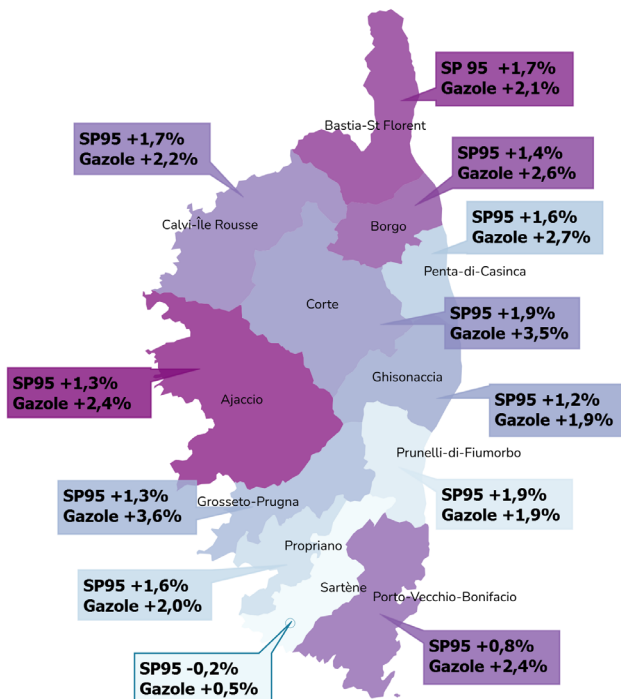 SP 95 +1,7%
Gazole +2,1%
Bastia-St Florent
SP95 +1,7%
Gazole +2,2%
SP95 +1,4%
Gazole +2,6%
Calvi-Île Rousse
Borgo
SP95 +1,6%
Gazole +2,7%
Penta-di-Casinca
Corte
SP95 +1,9%
Gazole +3,5%
SP95 +1,3%
Gazole +2,4%
Ajaccio
Ghisonaccia
SP95 +1,2%
Gazole +1,9%
Prunelli-di-Fiumorbo
SP95 +1,3%
Gazole +3,6%
Grosseto-Prugna
SP95 +1,9%
Gazole +1,9%
Propriano
SP95 +1,6%
Gazole +2,0%
Sartène
Porto-Vecchio-Bonifacio
SP95 +0,8%
Gazole +2,4%
SP95 -0,2%
Gazole +0,5%